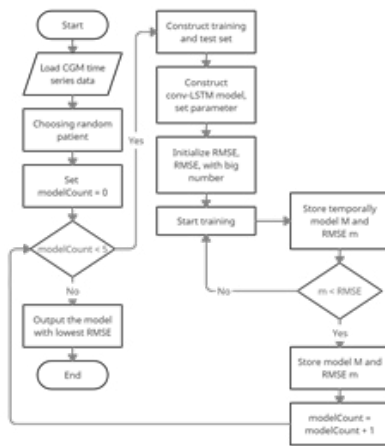 Start
Load CGM time
series data
Choosing random
patient
Set
modelCount = 0
modelCount < 5
No
Output the model
with lowest RMSE
End
Yes
Construct training
and test set
Construct
conv-LSTM model,
set parameter
Initialize RMSE,
RMSE, with big
number
Start training
Store temporally
model M and
RMSE m
No
m < RMSE
Yes
Store model M and
RMSE m
modelCount =
modelCount + 1